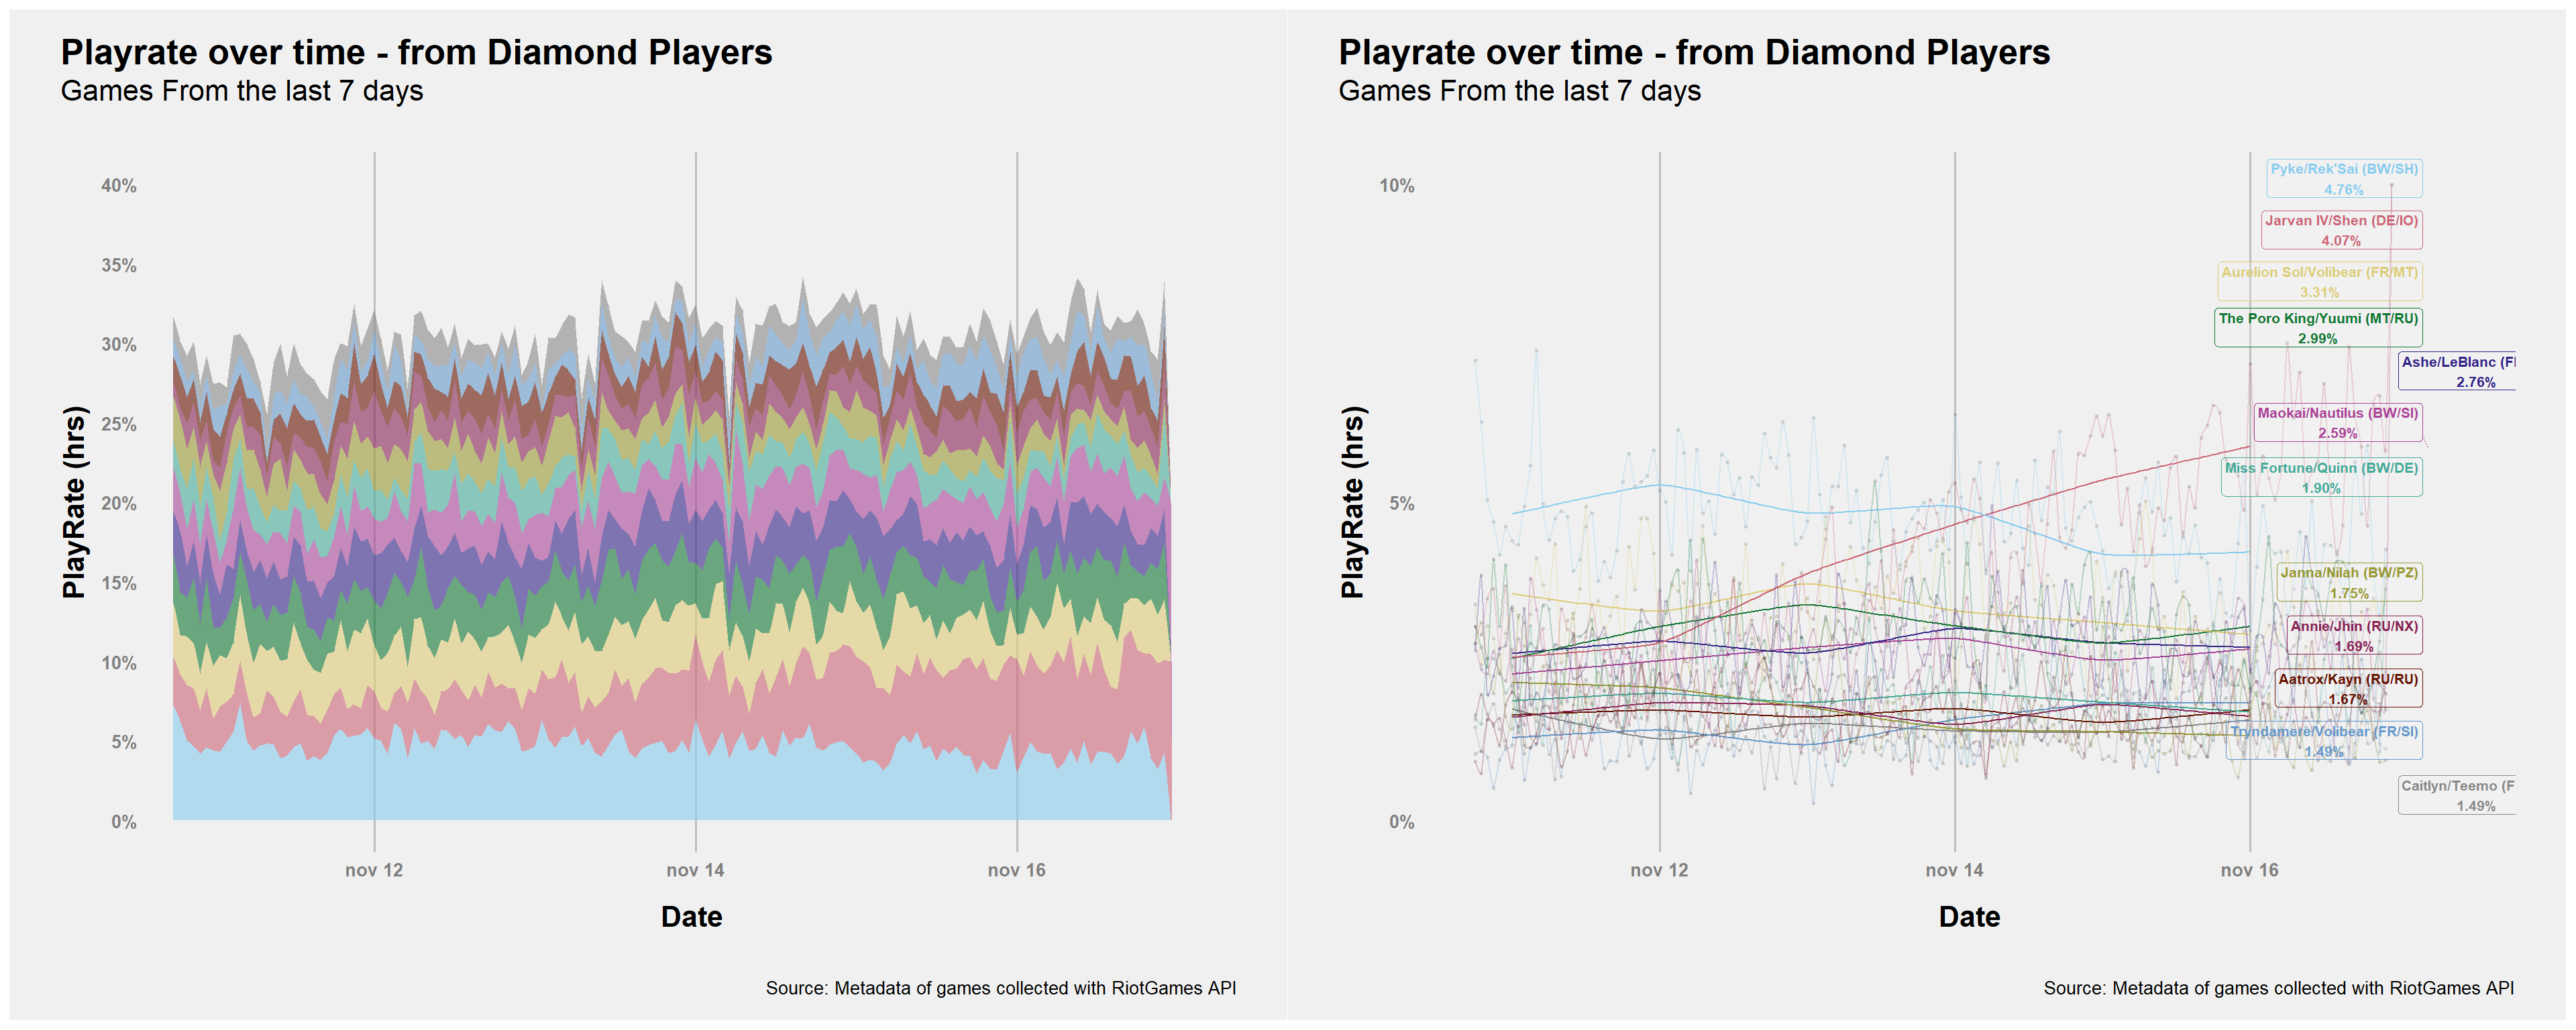 Playrate over time - from Diamond Players
Games From the last 7 days
40%
35%
30%
25%
20%
15%
10%
5%
0%
PlayRate (hrs)
nov 12
nov 14
nov 16
Date
Source: Metadata of games collected with RiotGames API
Playrate over time - from Diamond Players
Games From the last 7 days
10%
5%
0%
PlayRate (hrs)
Pyke/Rek'Sai (BW/SH)
4.76%
Jarvan IV/Shen (DE/IO)
4.07%
Aurelion Sol/Volibear (FR/MT)
3.31%
The Poro King/Yuumi (MT/RU)
2.99%
Ashe/LeBlanc (F
2.76%
Maokai/Nautilus (BW/SI)
2.59%
Miss Fortune/Quinn (BW/DE)
1.90%
Janna/Nilah (BW/PZ)
1.75%
Annie/Jhin (RU/NX)
1.69%
Aatrox/Kayn (RU/RU)
1.67%
Tryndamere/Volibear (FR/SI)
1.49%
Caitlyn/Teemo (F
1.49%
nov 12
nov 14
nov 16
Date
Source: Metadata of games collected with RiotGames API